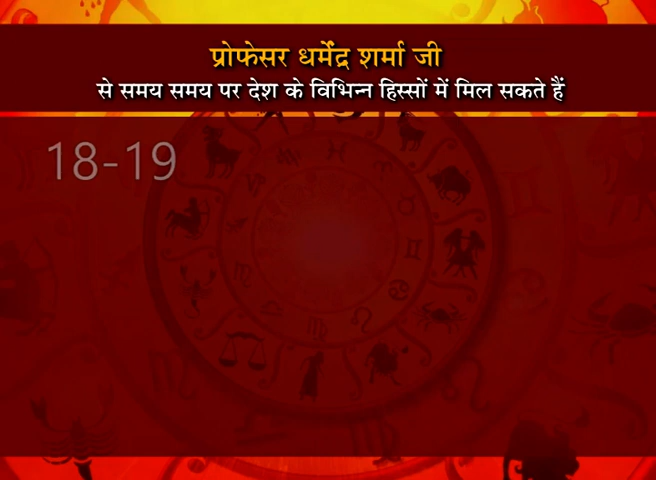 प्रोफेसर धर्मेंद्र शर्मा जी
से समय समय पर देश के विभिन्न हिस्सों में मिल सकते हैं
18-19